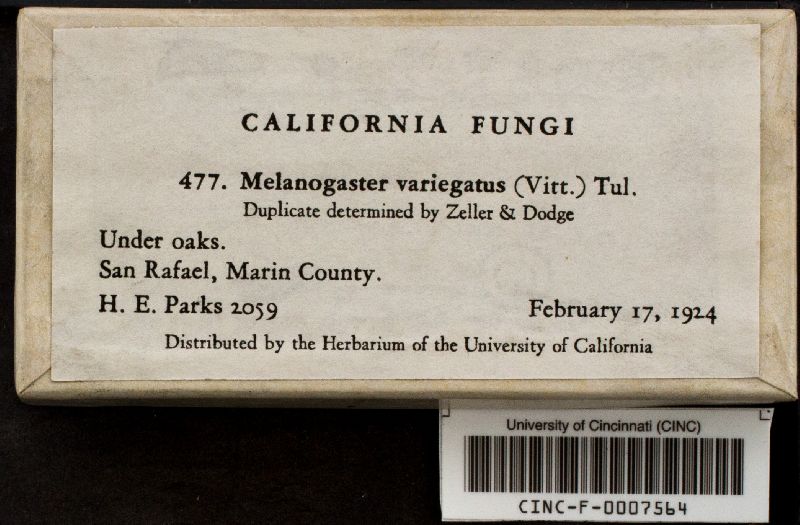 CALIFORNIA FUNGI
477. Melanogaster variegatus (Vitt.) Tul.
Duplicate determined by Zeller & Dodge
Under oaks.
San Rafael, Marin County.
H. E. Parks 2059 February 17, 1924
Distributed by the Herbarium of the University of California
University of Cincinnati (CINC)
CINC-F-0007564